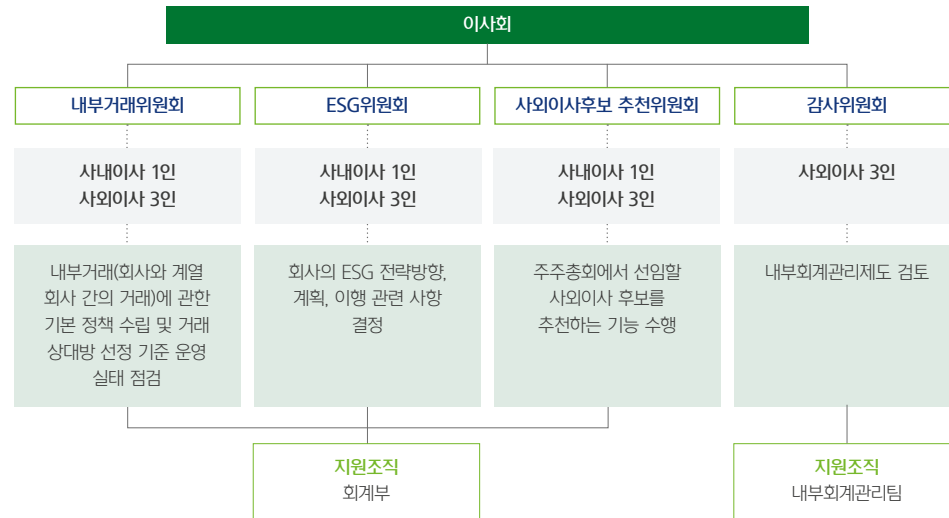 이사회
내부거래위원회
ESG위원회
사외이사후보 추천위원회
감사위원회
사내이사 1인
사외이사 3인
사내이사 1인
사외이사 3인
사내이사 1인
사외이사 3인
사외이사 3인
내부거래(회사와 계열
회사 간의 거래)에 관한
기본 정책 수립 및 거래
상대방 선정 기준 운영
실태 점검
회사의 ESG 전략방향,
계획, 이행 관련 사항
결정
주주총회에서 선임할
사외이사 후보를
추천하는 기능 수행
내부회계관리제도 검토
지원조직
회계부
지원조직
내부회계관리팀